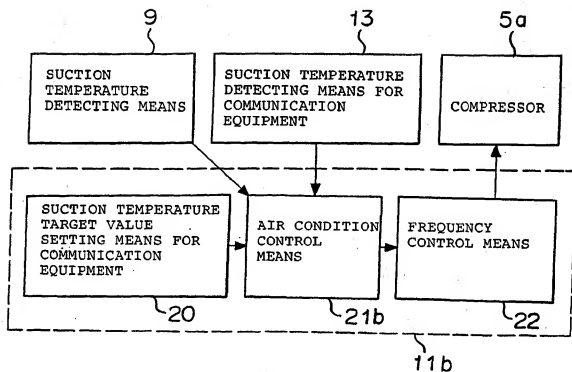 9
13
5a
SUCTION
TEMPERATURE
DETECTING MEANS
SUCTION TEMPERATURE
DETECTING MEANS FOR
COMMUNICATION
EQUIPMENT
COMPRESSOR
SUCTION TEMPERATURE
TARGET VALUE
SETTING MEANS FOR
COMMUNICATION
EQUIPMENT
AIR CONDITION
CONTROL
MEANS
FREQUENCY
CONTROL MEANS
20
21b
22
11b